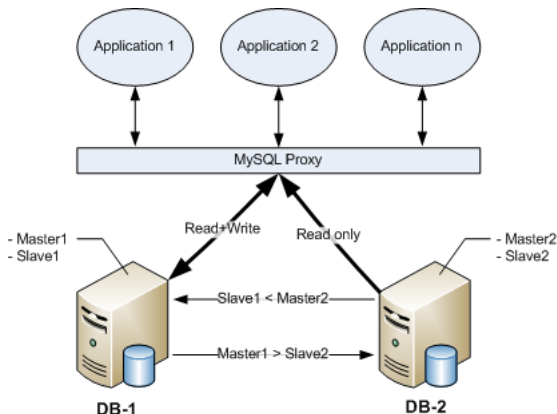 Application 1
Application 2
Application n
MySQL Proxy
Read+Write
Read only
- Master1
- Slave1
- Master2
- Slave2
Slave1 < Master2
Master1 > Slave2
DB-1
DB-2